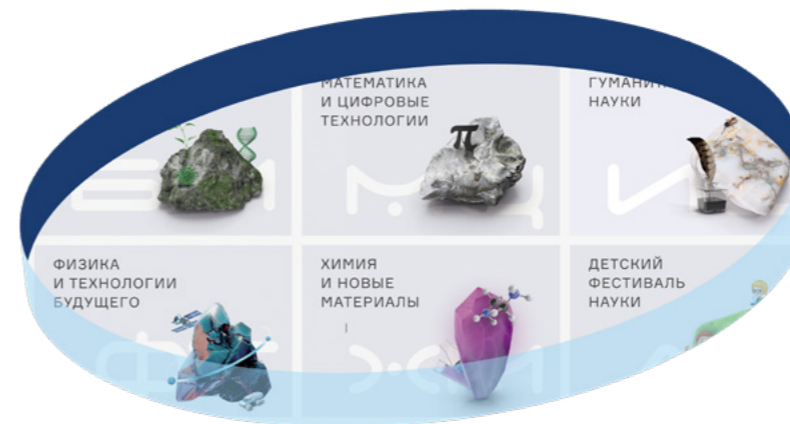 МАТЕМАТИКА
И ЦИФРОВЫЕ
ТЕХНОЛОГИИ
π
НАУКИ
ФИЗИКА
И ТЕХНОЛОГИИ
БУДУЩЕГО
ХИМИЯ
И НОВЫЕ
МАТЕРИАЛЫ
ДЕТСКИЙ
ФЕСТИВАЛЬ
НАУКИ